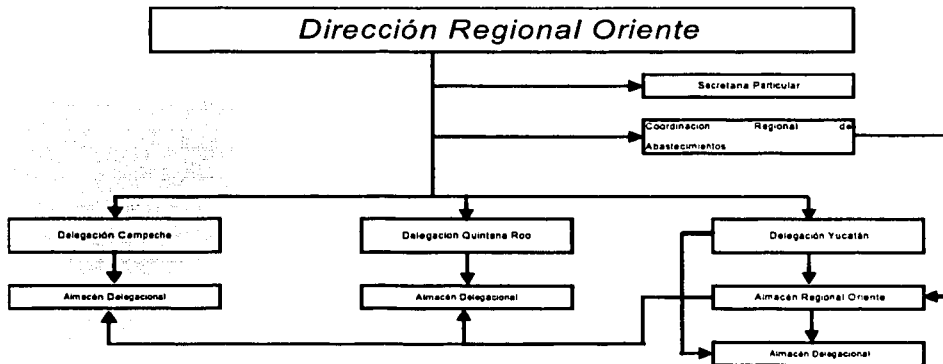 Dirección Regional Oriente
Secretaria Particular
Coordinacion Regional de
Abastecimientos
Delegación Campeche
Delegacion Quintana Roo
Delegación Yucatán
Almacén Delegacional
Almacén Delegacional
Almacén Regional Oriente
Almacén Delegacional